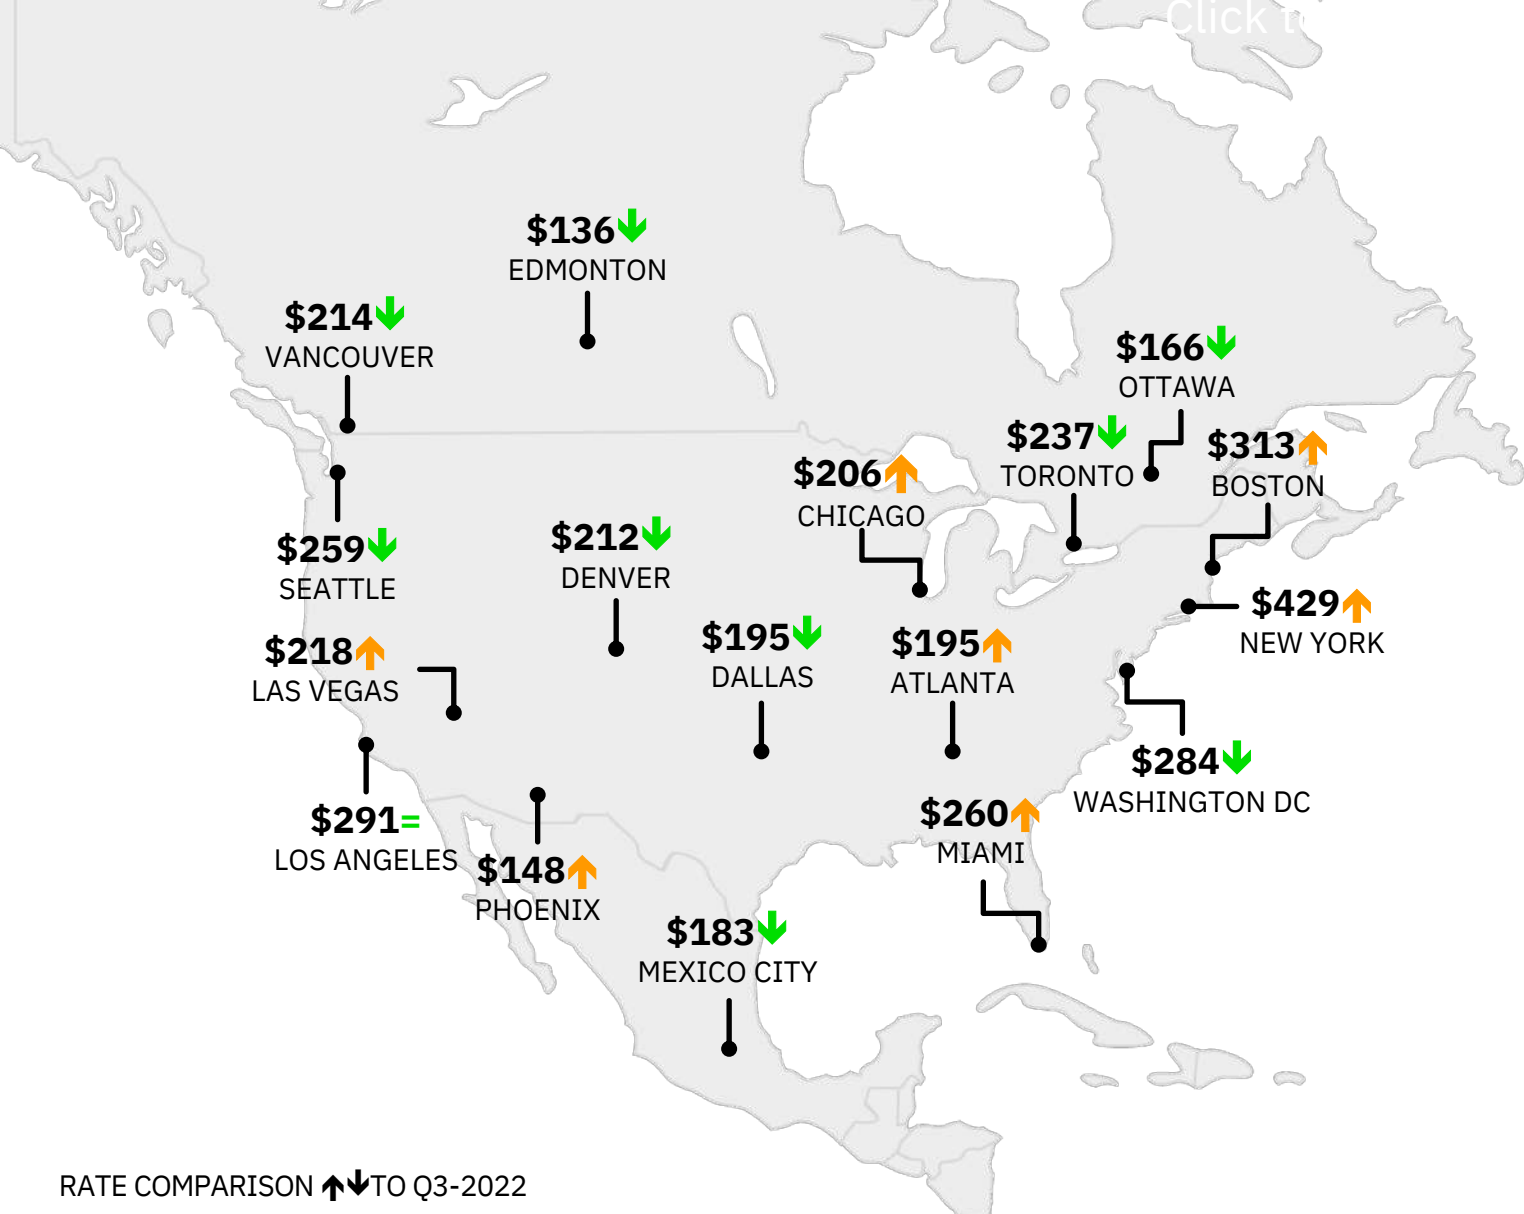 Click to
$136↓
EDMONTON
$214↓
VANCOUVER
$166↓
OTTAWA
$237↓
TORONTO
$313↑
BOSTON
$206↑
CHICAGO
$259↓
SEATTLE
$212↓
DENVER
$429↑
NEW YORK
$218↑
LAS VEGAS
$195↓
DALLAS
$195↑
ATLANTA
$284↓
WASHINGTON DC
$291=
LOS ANGELES
$148↑
PHOENIX
$260↑
MIAMI
$183↓
MEXICO CITY
RATE COMPARISON ↑↓TO Q3-2022